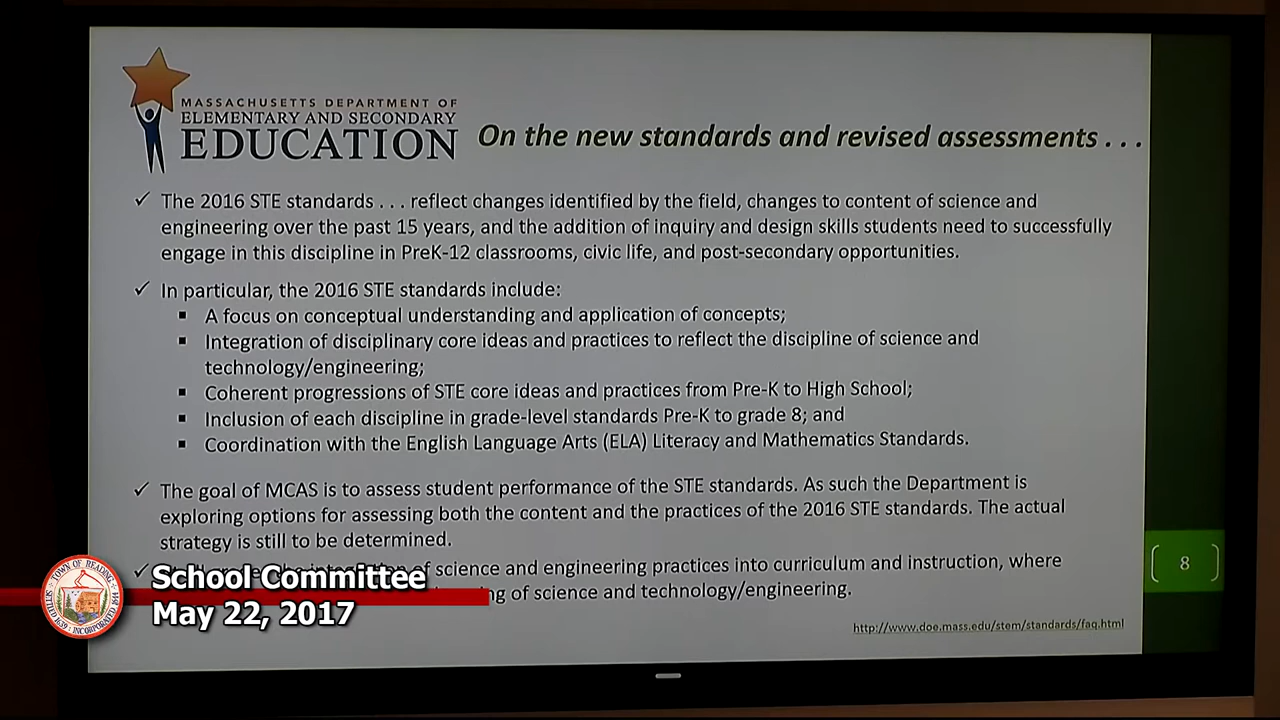 MASSACHUSETTS DEPARTMENT OF
ELEMENTARY AND SECONDARY
EDUCATION
On the new standards and revised assessments . . .
✓ The 2016 STE standards . . . reflect changes identified by the field, changes to content of science and
engineering over the past 15 years, and the addition of inquiry and design skills students need to successfully
engage in this discipline in PreK-12 classrooms, civic life, and post-secondary opportunities.
✓ In particular, the 2016 STE standards include:
▪ A focus on conceptual understanding and application of concepts;
▪ Integration of disciplinary core ideas and practices to reflect the discipline of science and
technology/engineering;
▪ Coherent progressions of STE core ideas and practices from Pre-K to High School;
▪ Inclusion of each discipline in grade-level standards Pre-K to grade 8; and
▪ Coordination with the English Language Arts (ELA) Literacy and Mathematics Standards.
✓ The goal of MCAS is to assess student performance of the STE standards. As such the Department is
exploring options for assessing both the content and the practices of the 2016 STE standards. The actual
strategy is still to be determined.
✓ of science and engineering practices into curriculum and instruction, where
of science and technology/engineering.
8
http://www.doe.mass.edu/stem/standards/faq.html
TOWN OF READING
SETTLED 1639 INCORPORATED 1644
School Committee
May 22, 2017